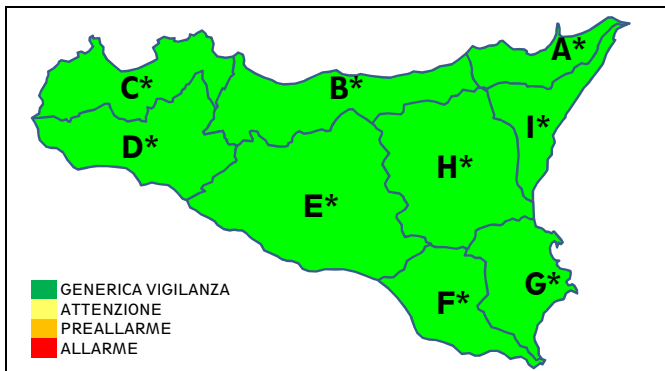 A*
C*
B*
I*
D*
H*
E*
G*
F*
GENERICA VIGILANZA
ATTENZIONE
PREALLARME
ALLARME